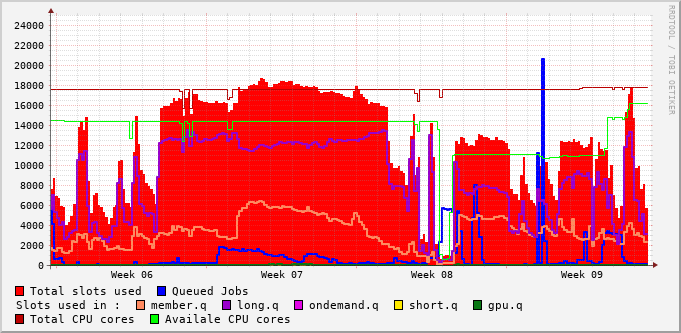 RRDTOOL / TOBI OETIKER
24000
22000
20000
18000
16000
14000
12000
10000
8000
6000
4000
2000
0
Week 06 Week 07 Week 08 Week 09
Total slots used Queued Jobs
Slots used in : member.q long.q ondemand.q short.q gpu.q
Total CPU cores Availale CPU cores